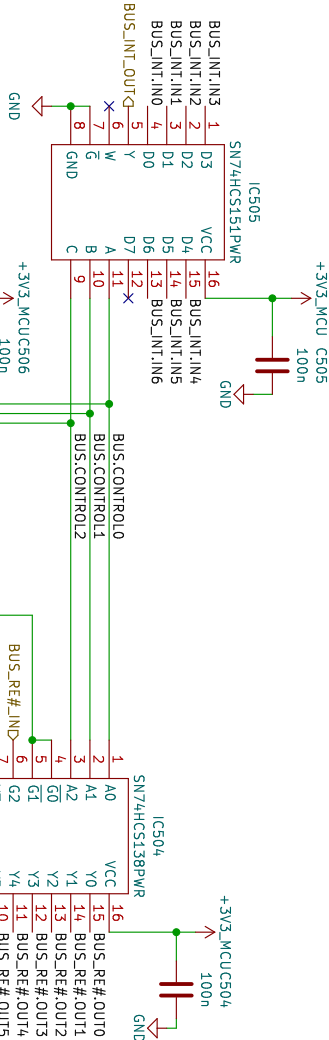 BUS_INT.IN3
BUS_INT.IN2
BUS_INT.IN1
BUS_INT.IN0
BUS_INT_OUT
GND
1
2
3
4
5
6
7
8
IC505
SN74HCS151PWR
D3
D2
D1
D0
Y
W
G
GND
VCC
D4
D5
D6
D7
A
B
C
16
15
14
13
12
11
10
9
BUS_INT.IN4
BUS_INT.IN5
BUS_INT.IN6
+3V3_MCU
C505
100n
GND
+3V3_MCU
C506
100n
BUS.CONTROL0
BUS.CONTROL1
BUS.CONTROL2
BUS_RE#_IND
1
2
3
4
5
6
7
IC504
SN74HCS138PWR
A0
A1
A2
G0
G1
G2
VCC
Y0
Y1
Y2
Y3
Y4
16
15
14
13
12
11
10
BUS_RE#.OUT0
BUS_RE#.OUT1
BUS_RE#.OUT2
BUS_RE#.OUT3
BUS_RE#.OUT4
BUS_RE#.OUT5
+3V3_MCU
C504
100n
GND